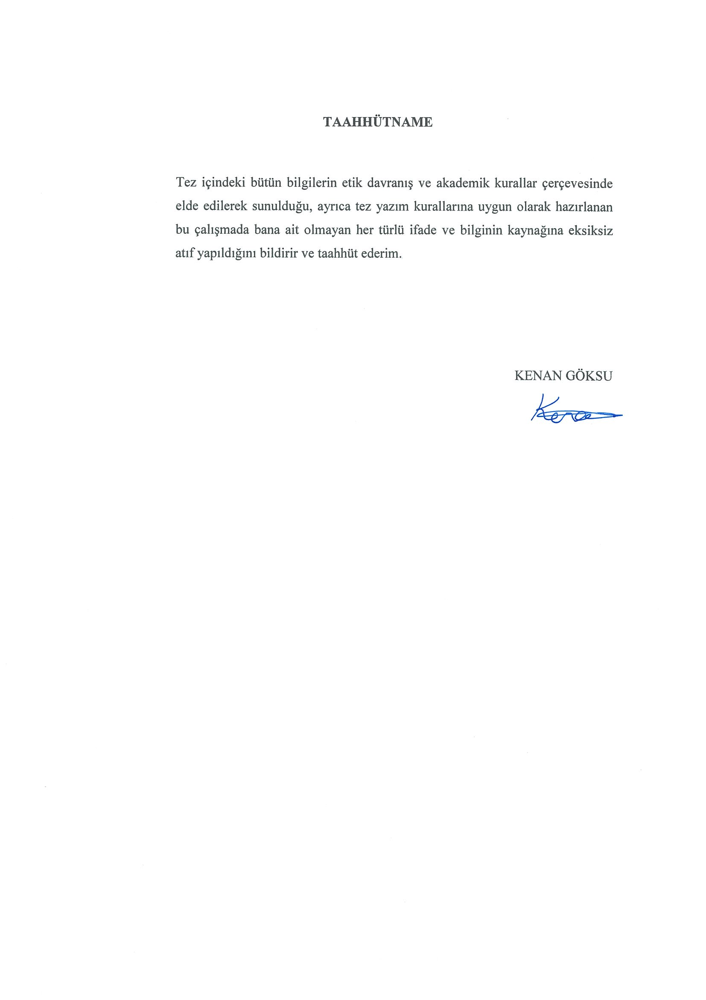 TAAHHÜTNAME
Tez içindeki bütün bilgilerin etik davranış ve akademik kurallar çerçevesinde
elde edilerek sunulduğu, ayrıca tez yazım kurallarına uygun olarak hazırlanan
bu çalışmada bana ait olmayan her türlü ifade ve bilginin kaynağına eksiksiz
atıf yapıldığını bildirir ve taahhüt ederim.
KENAN GÖKSU